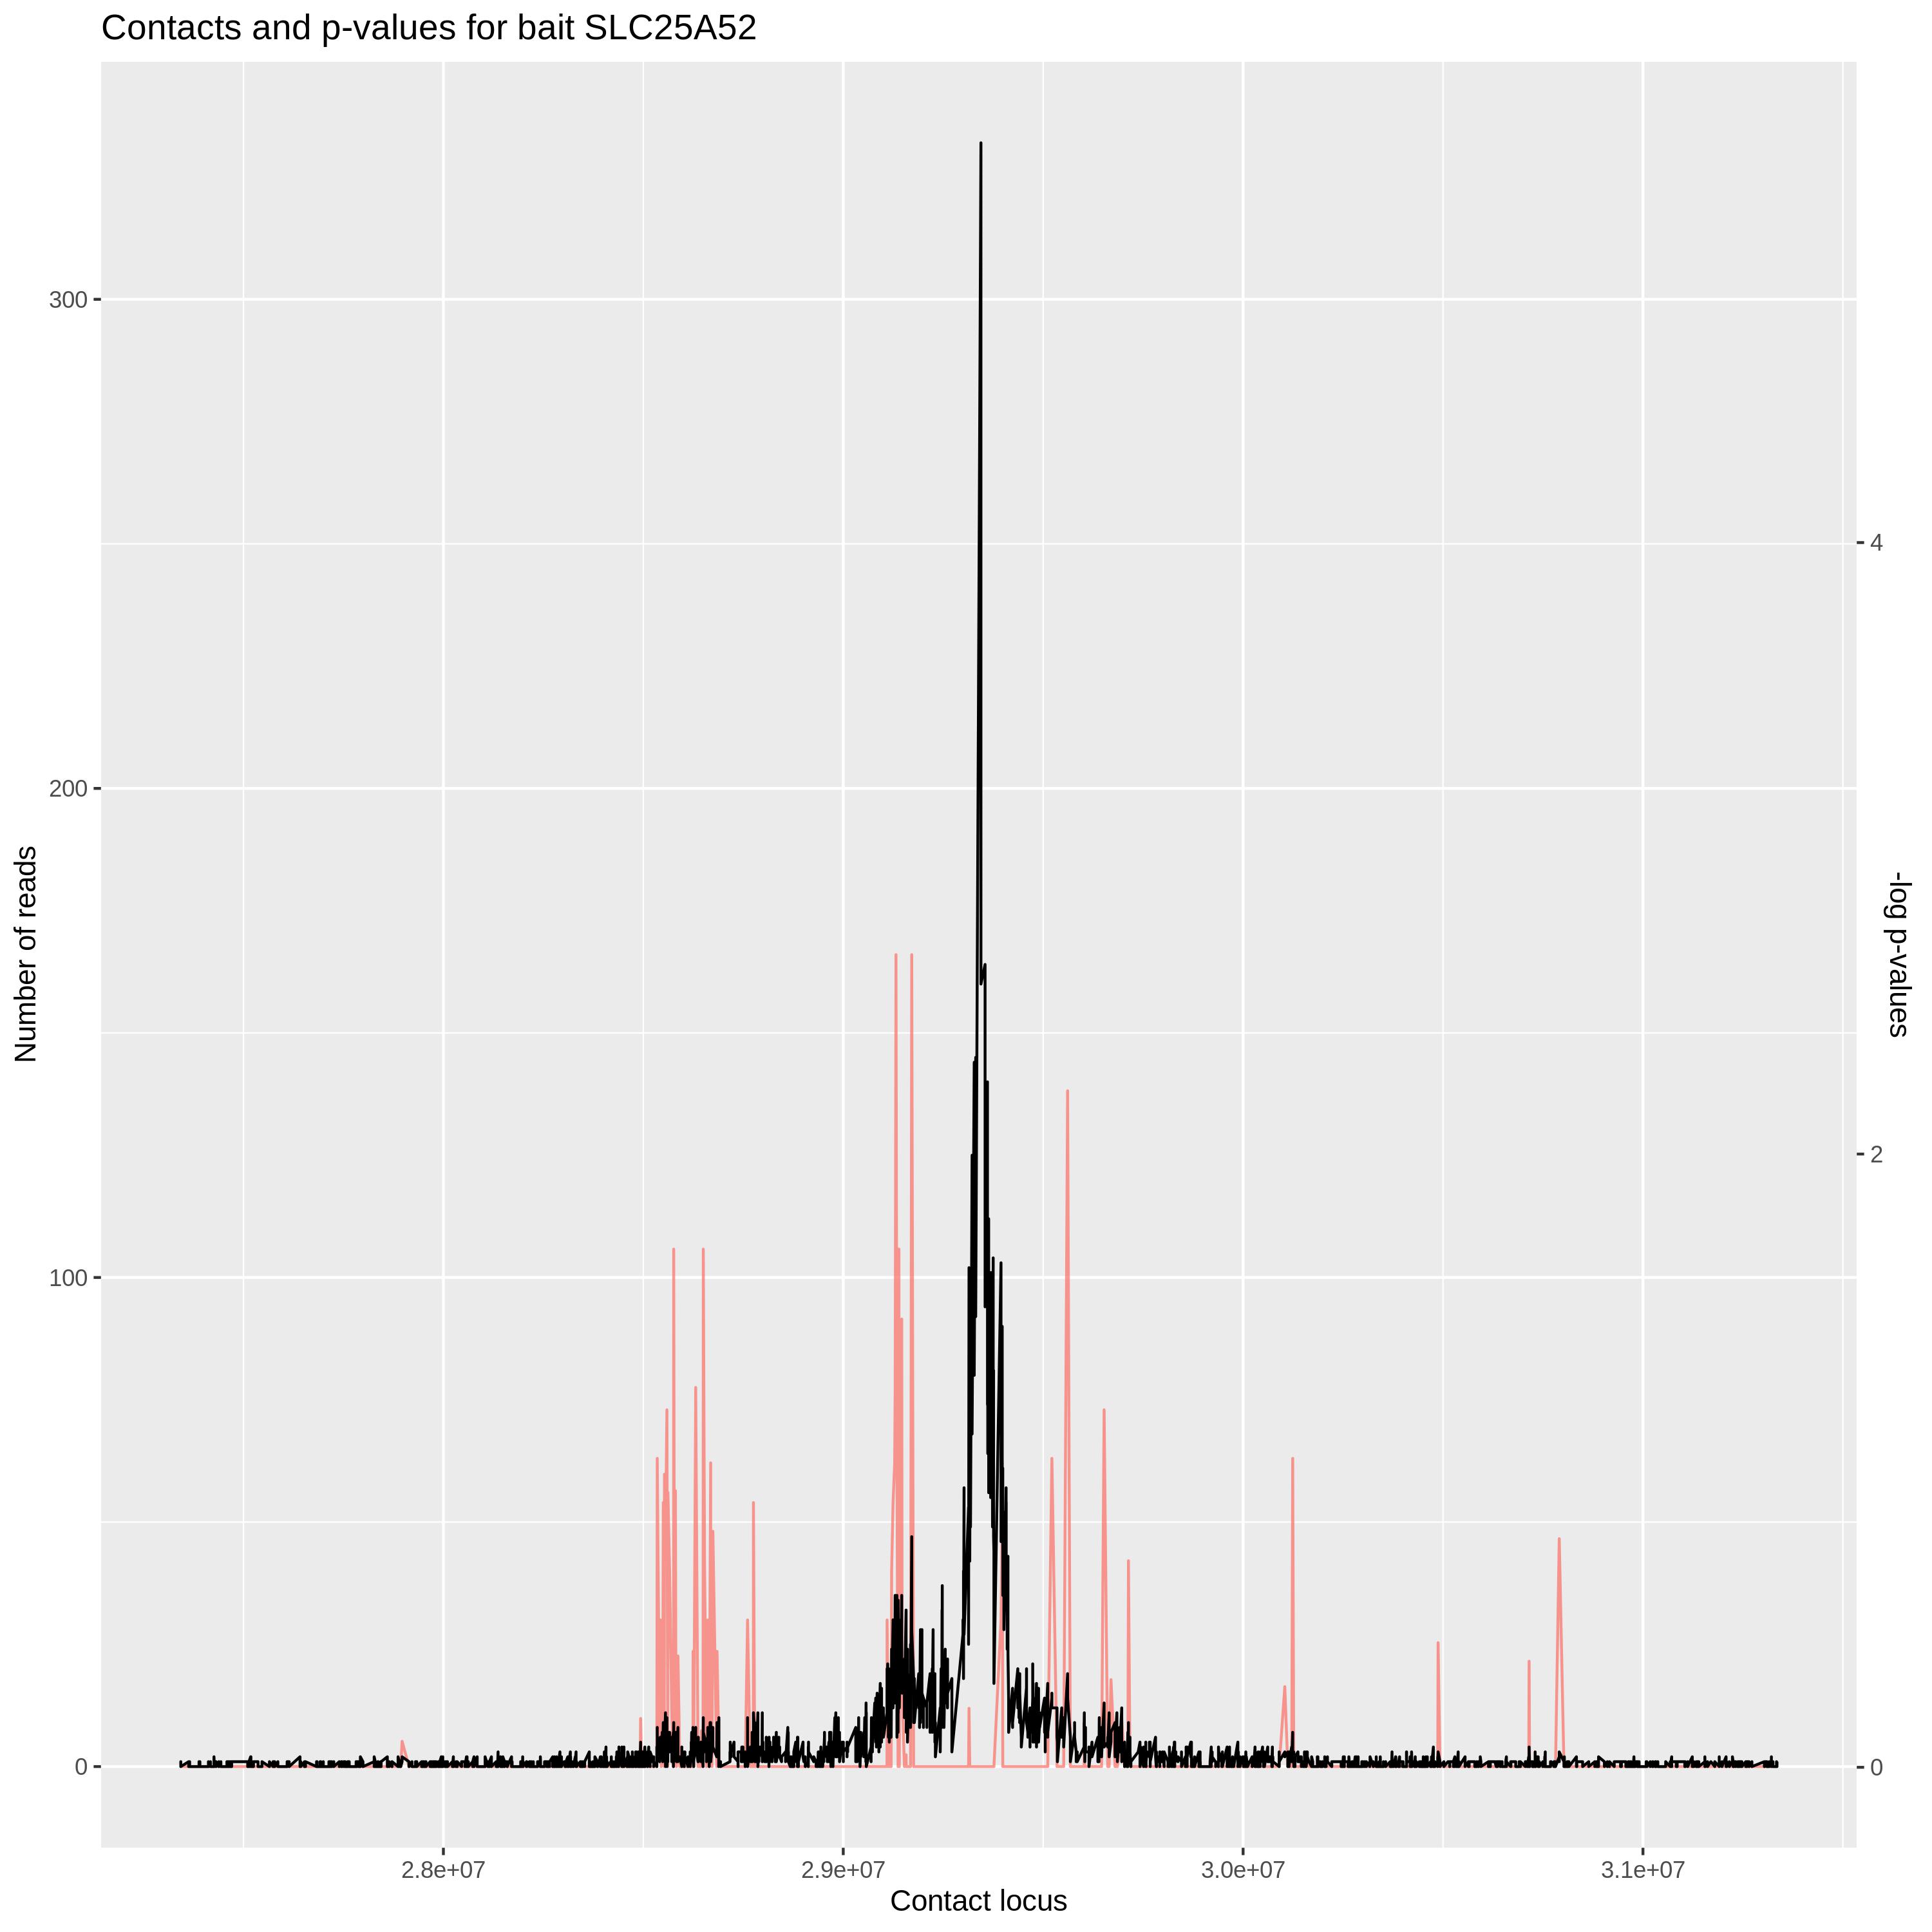 Contacts and p-values for bait SLC25A52
300
200
100
0
Number of reads
4
2
0
-log p-values
2.8e+07 2.9e+07 3.0e+07 3.1e+07
Contact locus